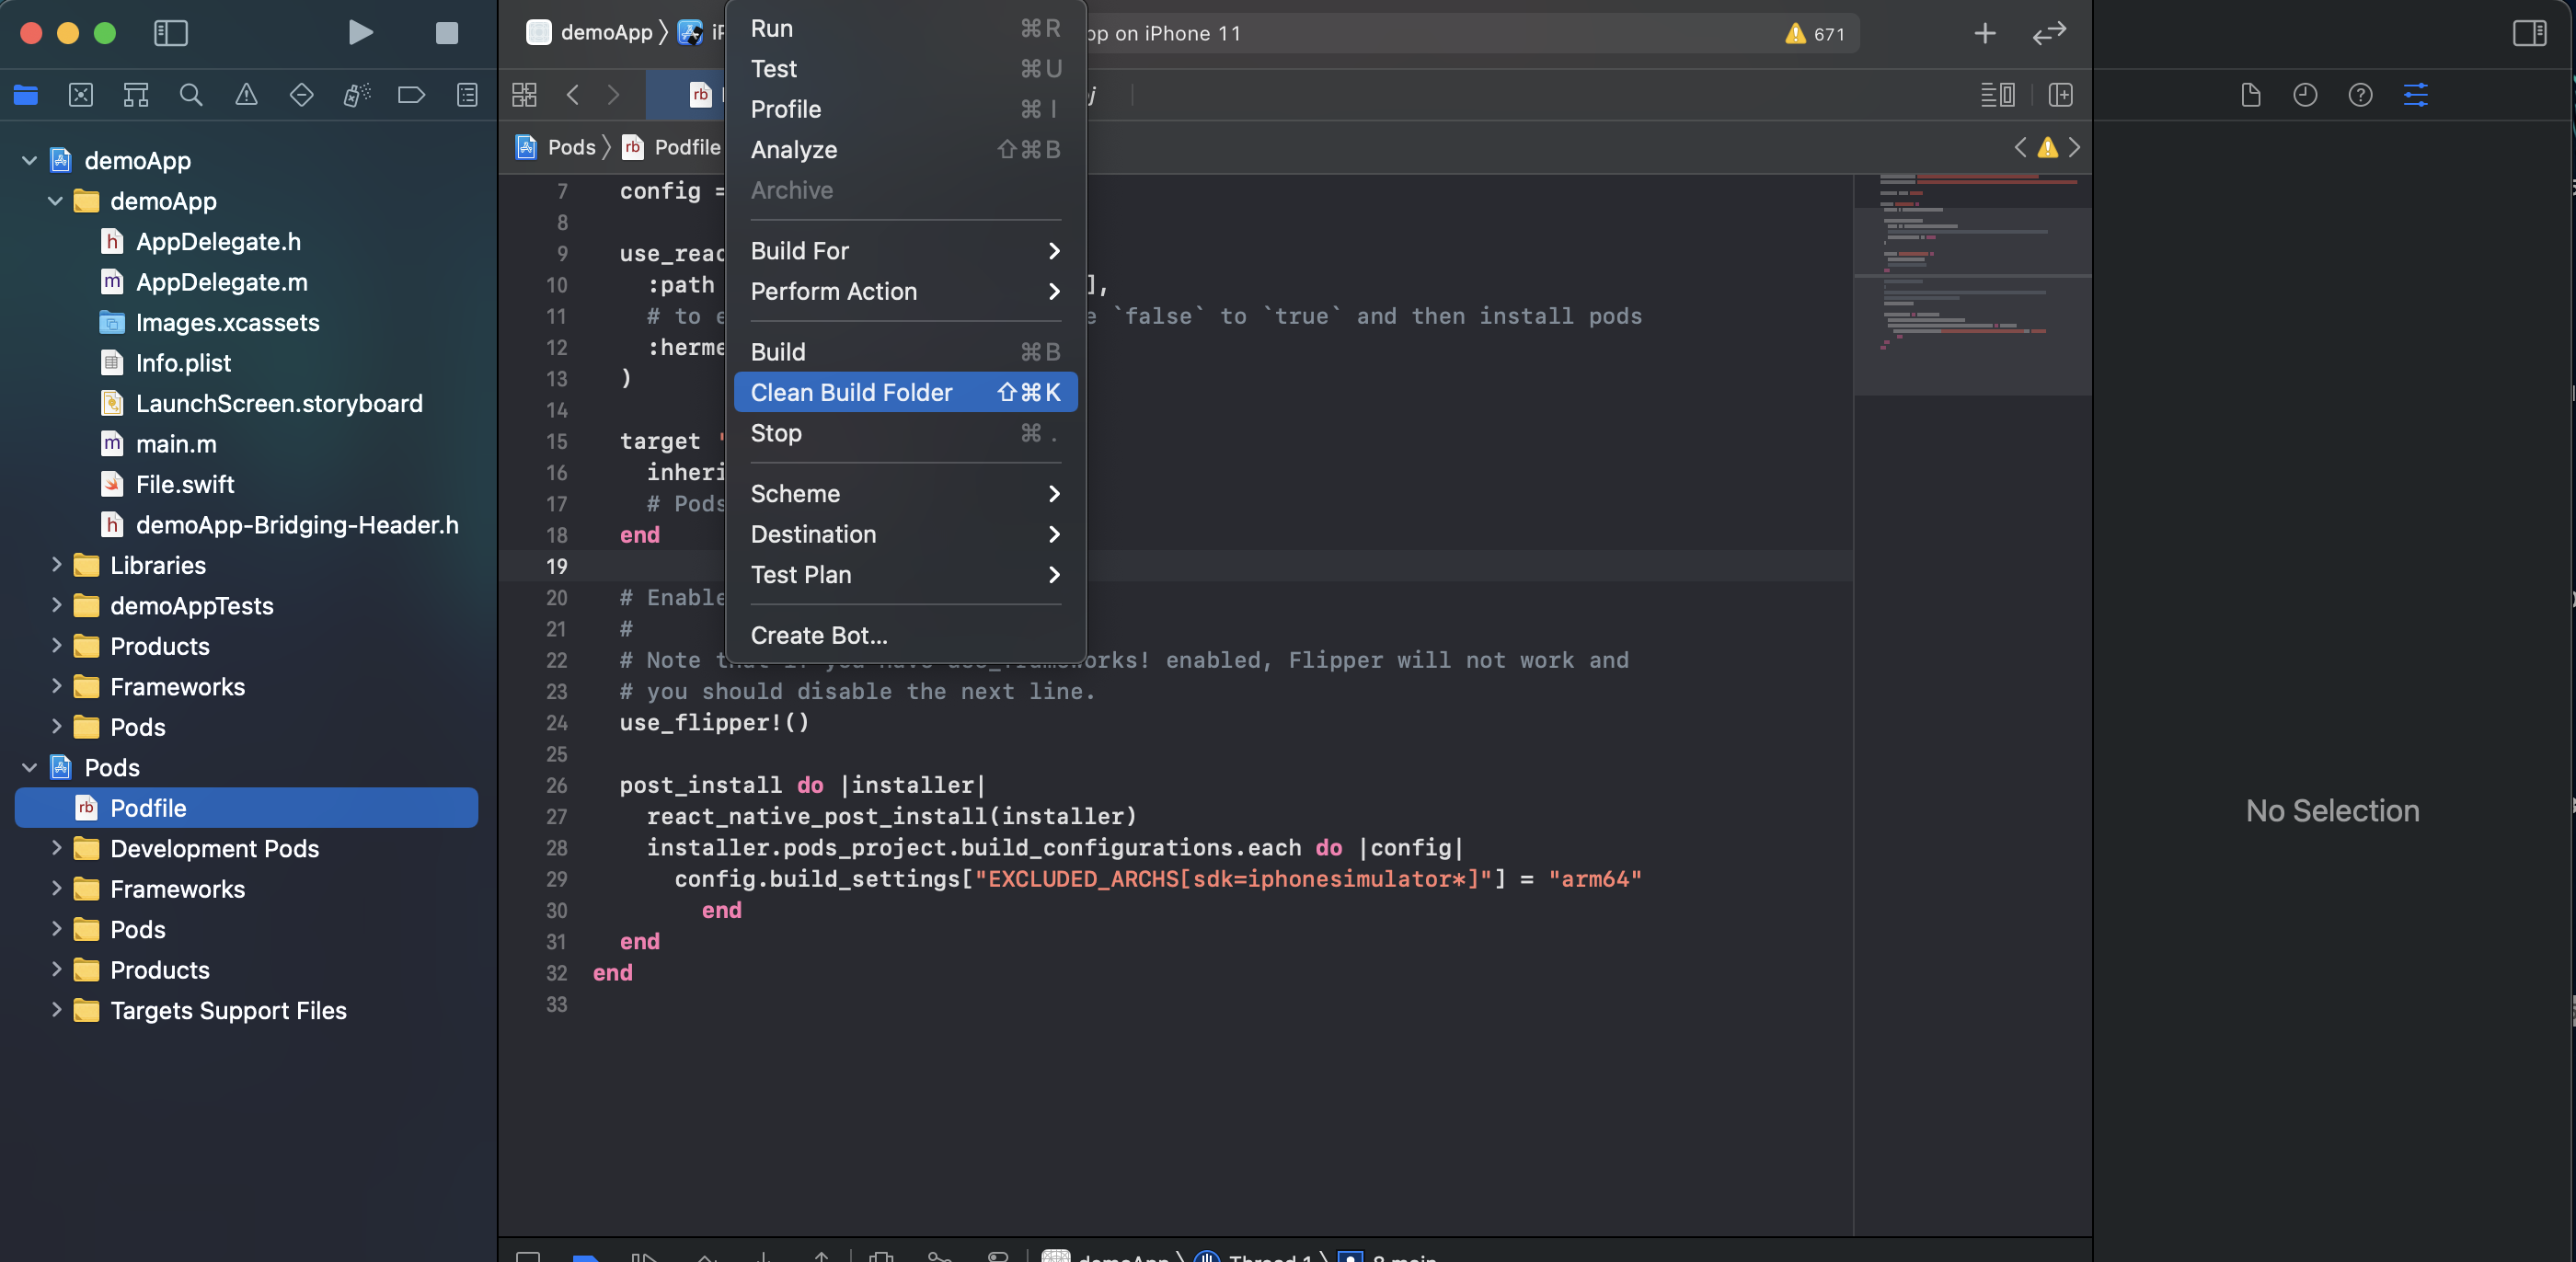 demoApp
iP
pp on iPhone 11
671
Pods
Podfile
demoApp
demoApp
AppDelegate.h
AppDelegate.m
Images.xcassets
Info.plist
LaunchScreen.storyboard
main.m
File.swift
demoApp-Bridging-Header.h
Libraries
demoAppTests
Products
Frameworks
Pods
Pods
Podfile
Development Pods
Frameworks
Pods
Products
Targets Support Files
Run ⌘R
Test ⌘U
Profile ⌘I
Analyze ⇧⌘B
Archive
Build For
Perform Action
Build ⌘B
Clean Build Folder ⇧⌘K
Stop ⌘.
Scheme
Destination
Test Plan
Create Bot...
7 config =
8
9 use_reac
10 :path ],
11 # to e e `false` to `true` and then install pods
12 :herme
13 )
14
15 target '
16 inheri
17 # Pods
18 end
19
20 # Enable
21 #
22 # Note that if you have use_frameworks! enabled, Flipper will not work and
23 # you should disable the next line.
24 use_flipper!()
25
26 post_install do |installer|
27 react_native_post_install(installer)
28 installer.pods_project.build_configurations.each do |config|
29 config.build_settings["EXCLUDED_ARCHS[sdk=iphonesimulator*]"] = "arm64"
30 end
31 end
32 end
33
No Selection
demoApp
Thread 1
8 main